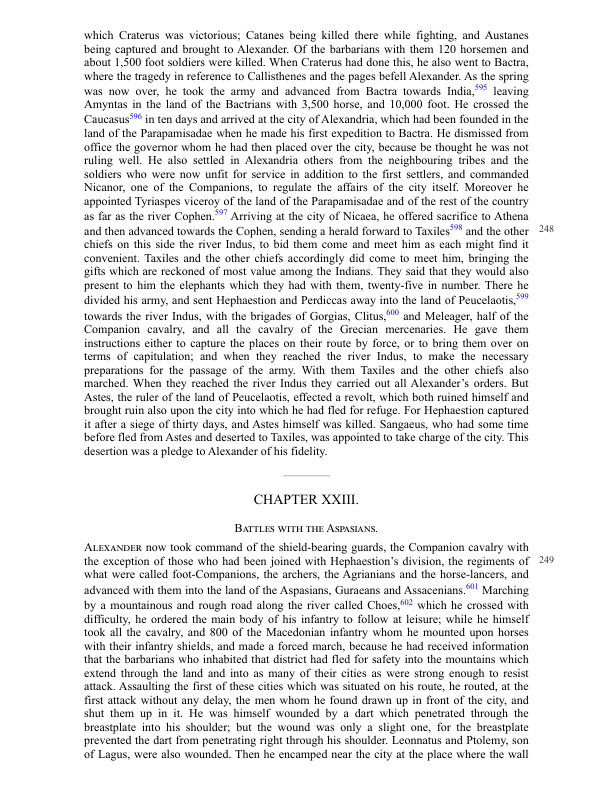 which Craterus was victorious; Catanes being killed there while fighting, and Austanes
being captured and brought to Alexander. Of the barbarians with them 120 horsemen and
about 1,500 foot soldiers were killed. When Craterus had done this, he also went to Bactra,
where the tragedy in reference to Callisthenes and the pages befell Alexander. As the spring
was now over, he took the army and advanced from Bactra towards India,595 leaving
Amyntas in the land of the Bactrians with 3,500 horse, and 10,000 foot. He crossed the
Caucasus596 in ten days and arrived at the city of Alexandria, which had been founded in the
land of the Parapamisadae when he made his first expedition to Bactra. He dismissed from
office the governor whom he had then placed over the city, because he thought he was not
ruling well. He also settled in Alexandria others from the neighbouring tribes and the
soldiers who were now unfit for service in addition to the first settlers, and commanded
Nicanor, one of the Companions, to regulate the affairs of the city itself. Moreover he
appointed Tyriaspes viceroy of the land of the Parapamisadae and of the rest of the country
as far as the river Cophen.597 Arriving at the city of Nicaea, he offered sacrifice to Athena
and then advanced towards the Cophen, sending a herald forward to Taxiles598 and the other 248
chiefs on this side the river Indus, to bid them come and meet him as each might find it
convenient. Taxiles and the other chiefs accordingly did come to meet him, bringing the
gifts which are reckoned of most value among the Indians. They said that they would also
present to him the elephants which they had with them, twenty-five in number. There he
divided his army, and sent Hephaestion and Perdiccas away into the land of Peucelaotis,599
towards the river Indus, with the brigades of Gorgias, Clitus,600 and Meleager, half of the
Companion cavalry, and all the cavalry of the Grecian mercenaries. He gave them
instructions either to capture the places on their route by force, or to bring them over on
terms of capitulation; and when they reached the river Indus, to make the necessary
preparations for the passage of the army. With them Taxiles and the other chiefs also
marched. When they reached the river Indus they carried out all Alexander’s orders. But
Astes, the ruler of the land of Peucelaotis, effected a revolt, which both ruined himself and
brought ruin also upon the city into which he had fled for refuge. For Hephaestion captured
it after a siege of thirty days, and Astes himself was killed. Sangaeus, who had some time
before fled from Astes and deserted to Taxiles, was appointed to take charge of the city. This
desertion was a pledge to Alexander of his fidelity.
CHAPTER XXIII.
Battles with the Aspasians.
Alexander now took command of the shield-bearing guards, the Companion cavalry with
the exception of those who had been joined with Hephaestion’s division, the regiments of 249
what were called foot-Companions, the archers, the Agrianians and the horse-lancers, and
advanced with them into the land of the Aspasians, Guraeans and Assacenians.601 Marching
by a mountainous and rough road along the river called Choes,602 which he crossed with
difficulty, he ordered the main body of his infantry to follow at leisure; while he himself
took all the cavalry, and 800 of the Macedonian infantry whom he mounted upon horses
with their infantry shields, and made a forced march, because he had received information
that the barbarians who inhabited that district had fled for safety into the mountains which
extend through the land and into as many of their cities as were strong enough to resist
attack. Assaulting the first of these cities which was situated on his route, he routed, at the
first attack without any delay, the men whom he found drawn up in front of the city, and
shut them up in it. He was himself wounded by a dart which penetrated through the
breastplate into his shoulder; but the wound was only a slight one, for the breastplate
prevented the dart from penetrating right through his shoulder. Leonnatus and Ptolemy, son
of Lagus, were also wounded. Then he encamped near the city at the place where the wall